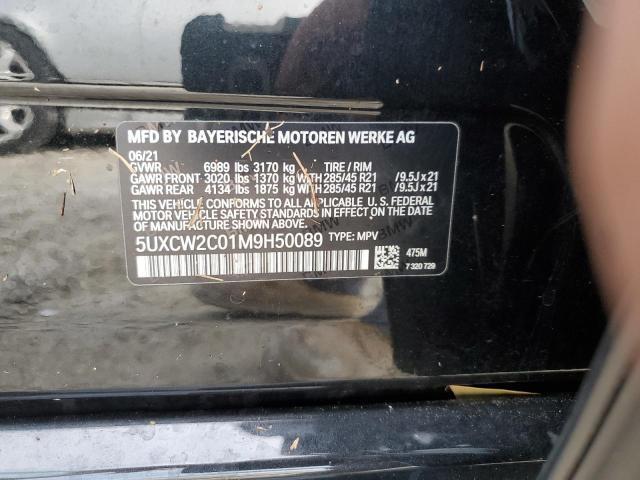 MFD BY BAYERISCHE MOTOREN WERKE AG
06/21
GVWR 6989 lbs 3170 kg TIRE / RIM
GAWR FRONT 3020 lbs 1370 kg WITH 285/45 R21 /9.5J x 21
GAWR REAR 4134 lbs 1875 kg WITH 285/45 R21 /9.5J x 21
THIS VEHICLE CONFORMS TO ALL APPLICABLE U.S. FEDERAL
MOTOR VEHICLE SAFETY STANDARDS IN EFFECT ON THE DATE
OF MANUFACTURE SHOWN ABOVE.
5UXCW2C01M9H50089 TYPE: MPV
475M
7 320 729